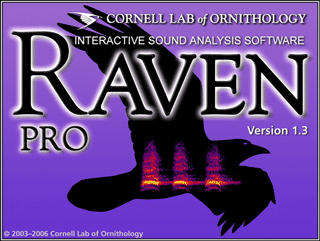 CORNELL LAB of ORNITHOLOGY
INTERACTIVE SOUND ANALYSIS SOFTWARE
RAVEN
PRO
Version 1.3
© 2003–2006 Cornell Lab of Ornithology